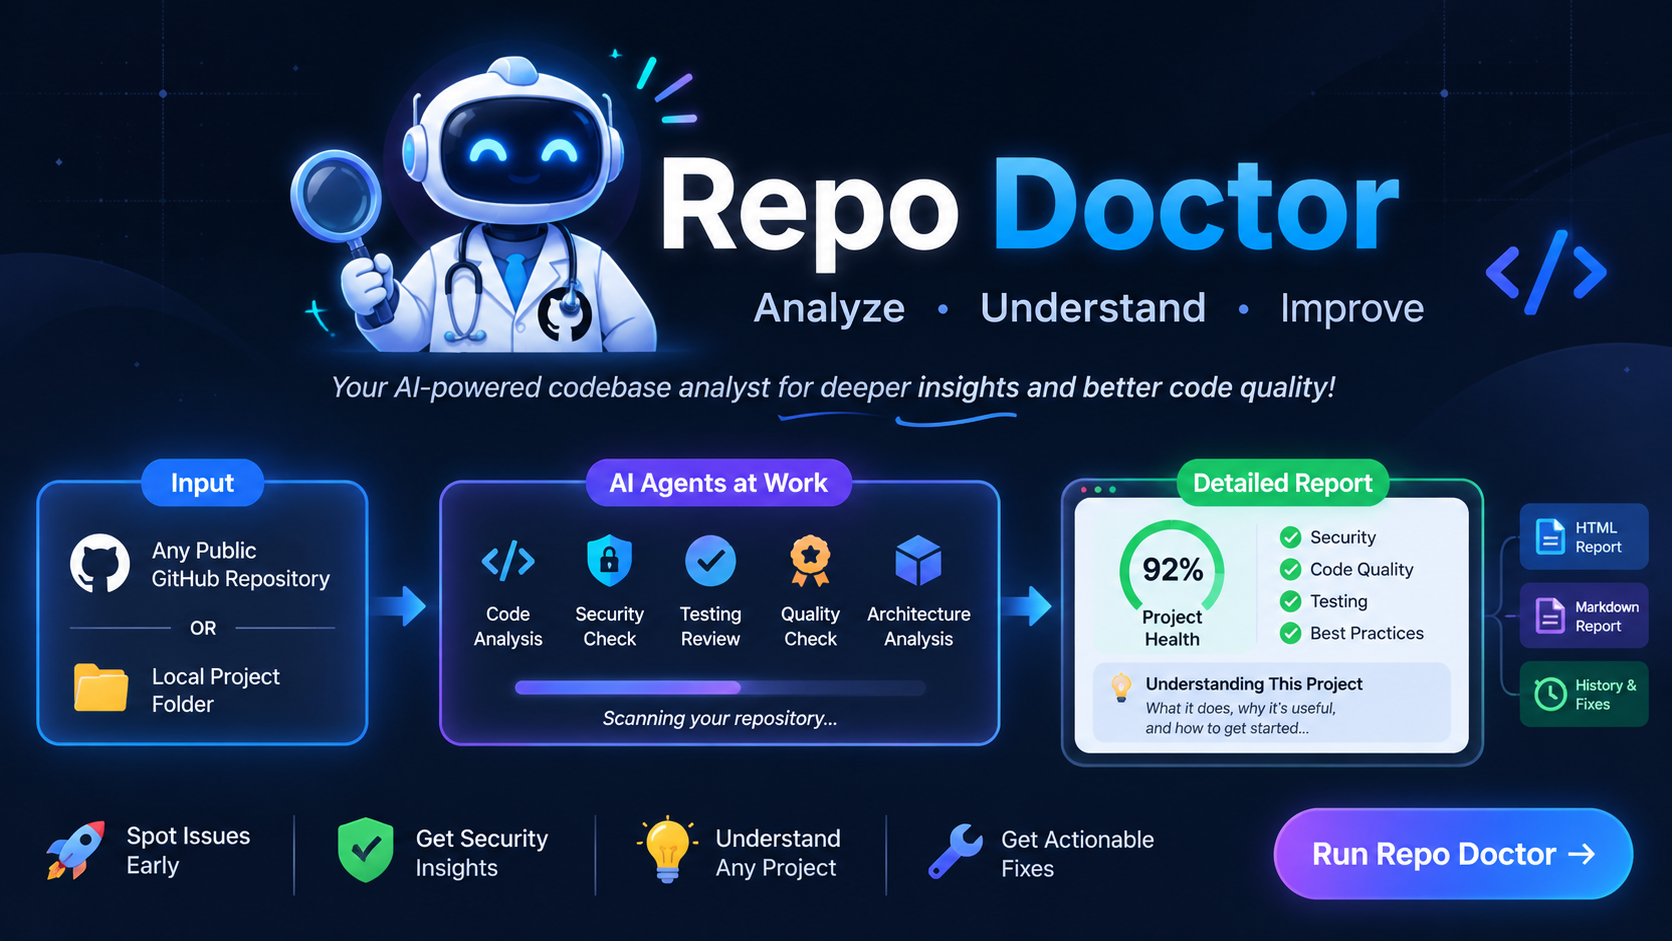 Repo Doctor
Analyze • Understand • Improve
Your AI-powered codebase analyst for deeper insights and better code quality!
Input
Any Public
GitHub Repository
OR
Local Project
Folder
AI Agents at Work
</>
Code
Analysis
Security
Check
Testing
Review
Quality
Check
Architecture
Analysis
Scanning your repository...
Detailed Report
92%
Project
Health
Security
Code Quality
Testing
Best Practices
Understanding This Project
What it does, why it's useful,
and how to get started...
HTML
Report
Markdown
Report
History &
Fixes
Spot Issues
Early
Get Security
Insights
Understand
Any Project
Get Actionable
Fixes
Run Repo Doctor →